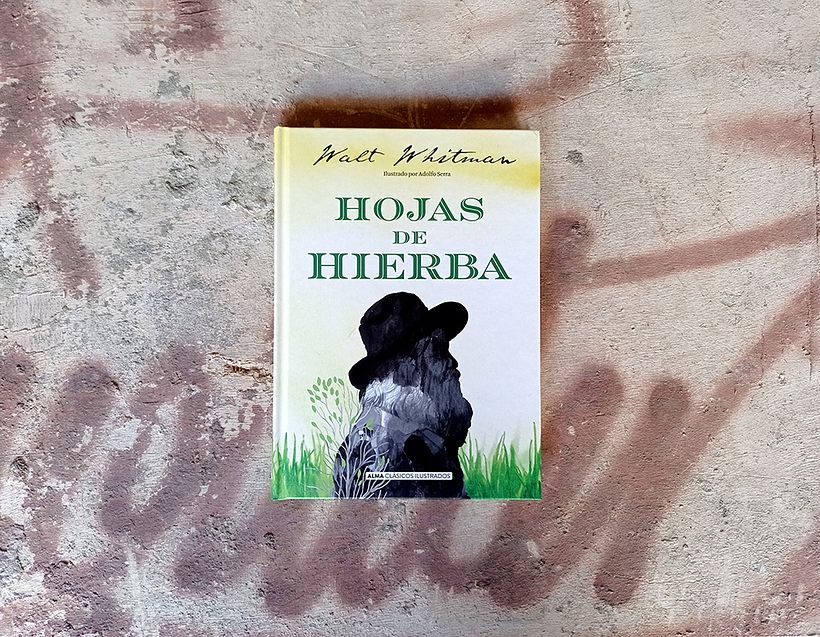 Walt Whitman
Ilustrado por Adolfo Serra
HOJAS
DE
HIERBA
ALMA CLÁSICOS ILUSTRADOS